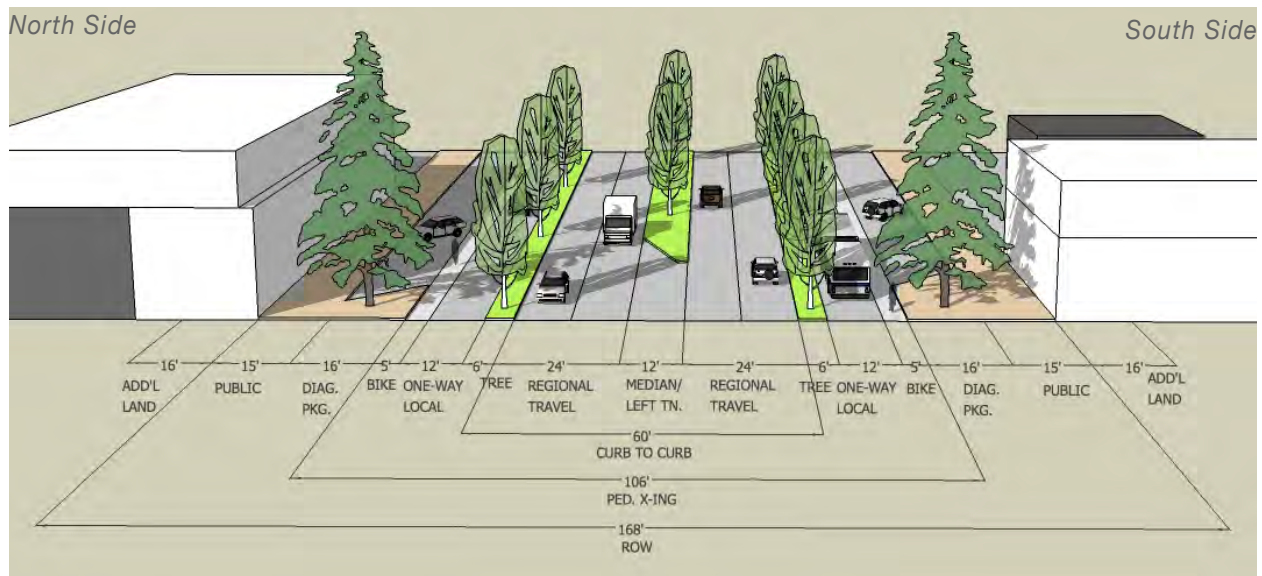 North Side
South Side
16' 15' 16' 5' 12' 6' 24' 12' 24' 6' 12' 5' 16' 15' 16'
ADD'L PUBLIC DIAG. BIKE ONE-WAY TREE REGIONAL MEDIAN/ REGIONAL TREE ONE-WAY BIKE DIAG. PUBLIC ADD'L
LAND PKG. LOCAL TRAVEL LEFT TN. TRAVEL LOCAL PKG. LAND
60'
CURB TO CURB
106'
PED. X-ING
168'
ROW